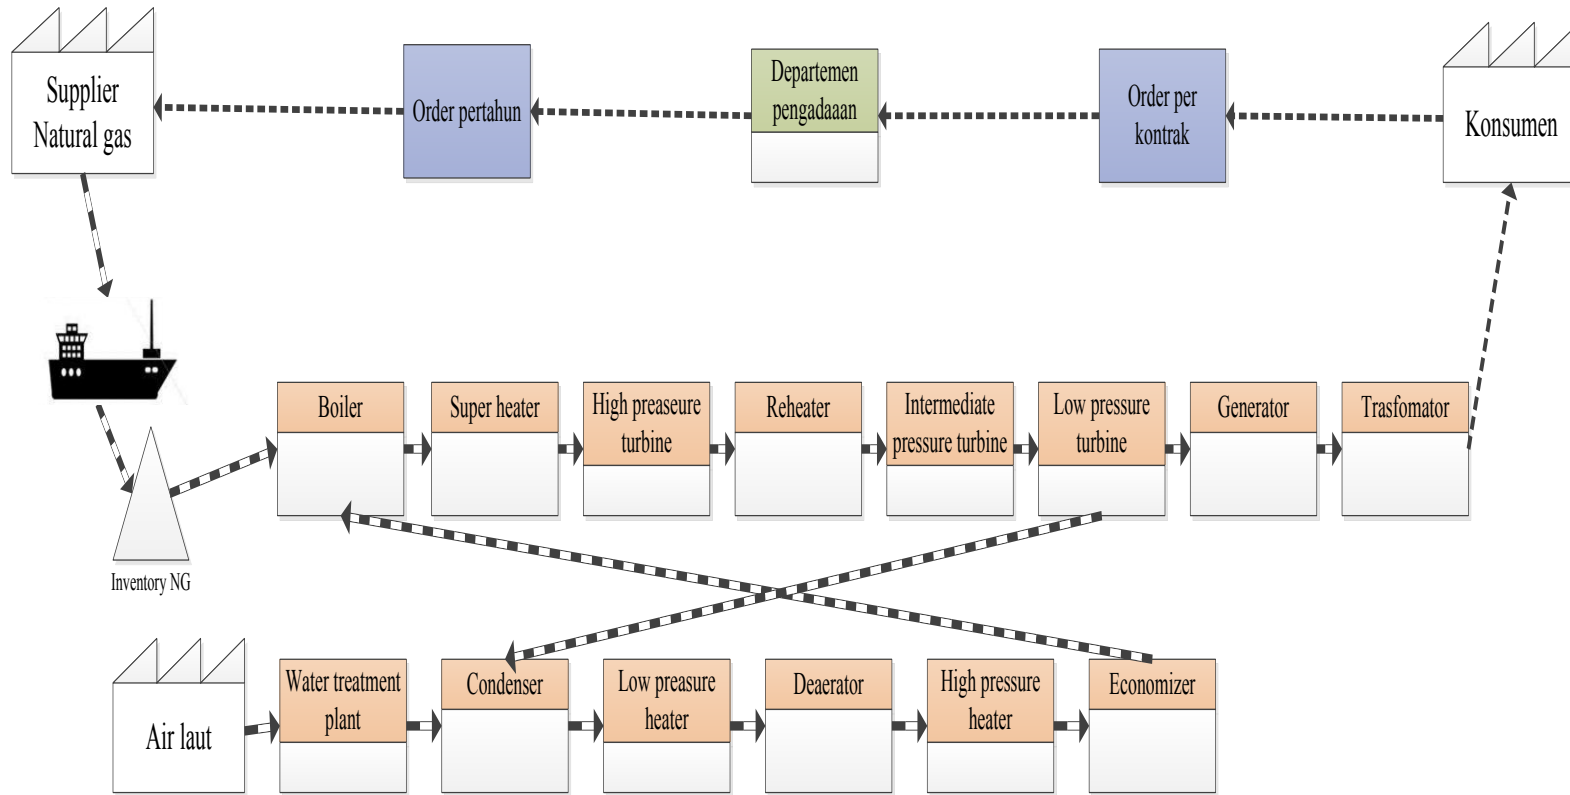 Supplier
Natural gas
Order pertahun
Departemen
pengadaaan
Order per
kontrak
Konsumen
Boiler
Super heater
High preaseure
turbine
Reheater
Intermediate
pressure turbine
Low pressure
turbine
Generator
Trasfomator
Inventory NG
Air laut
Water treatment
plant
Condenser
Low preasure
heater
Deaerator
High pressure
heater
Economizer